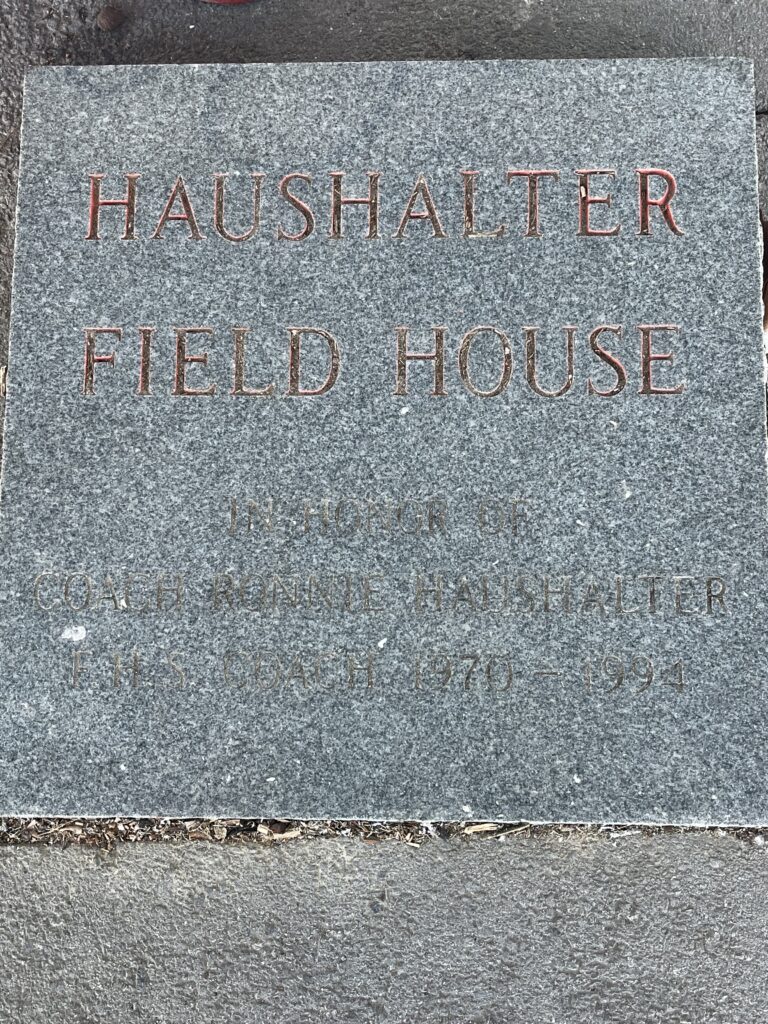 HAUSHALTER
FIELD HOUSE
IN HONOR OF
COACH RONNIE HAUSHALTER
F.H.S. COACH 1970 - 1994